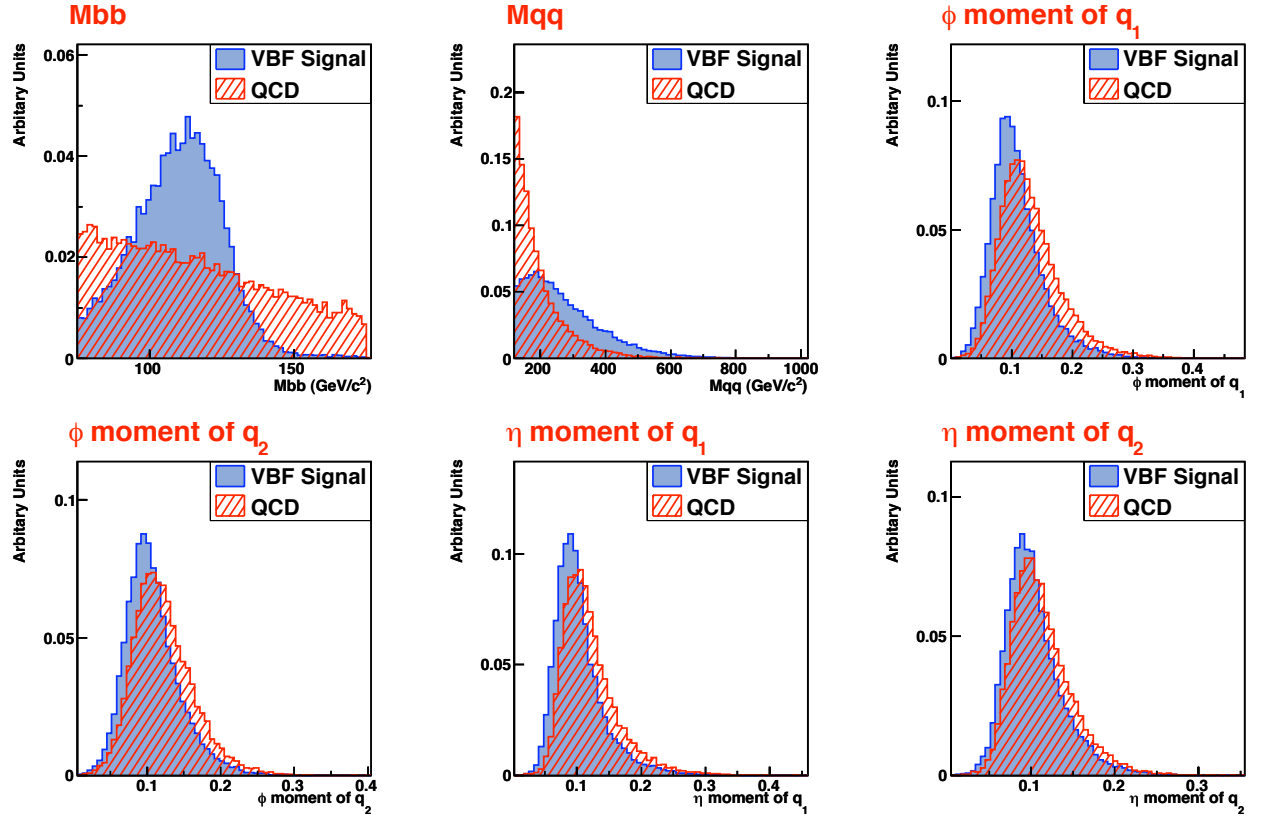 Mbb
Arbitary Units
0.06
0.04
0.02
0
100
150
Mbb (GeV/c²)
VBF Signal
QCD
Mqq
Arbitary Units
0.2
0.15
0.1
0.05
0
200
400
600
800
1000
Mqq (GeV/c²)
VBF Signal
QCD
ϕ moment of q₁
Arbitary Units
0.1
0.05
0
0.1
0.2
0.3
0.4
ϕ moment of q₁
VBF Signal
QCD
ϕ moment of q₂
Arbitary Units
0.1
0.05
0
0.1
0.2
0.3
0.4
ϕ moment of q₂
VBF Signal
QCD
η moment of q₁
Arbitary Units
0.1
0.05
0
0.1
0.2
0.3
0.4
η moment of q₁
VBF Signal
QCD
η moment of q₂
Arbitary Units
0.1
0.05
0
0.1
0.2
0.3
η moment of q₂
VBF Signal
QCD